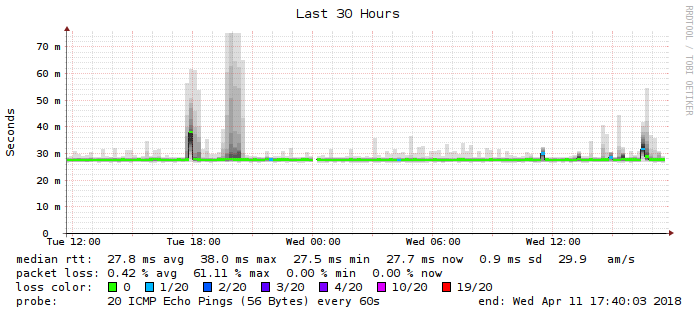 Last 30 Hours
RRDTOOL / TOBI OETIKER
Seconds
70 m
60 m
50 m
40 m
30 m
20 m
10 m
0
Tue 12:00 Tue 18:00 Wed 00:00 Wed 06:00 Wed 12:00
median rtt: 27.8 ms avg 38.0 ms max 27.5 ms min 27.7 ms now 0.9 ms sd 29.9 am/s
packet loss: 0.42 % avg 61.11 % max 0.00 % min 0.00 % now
loss color: 0 1/20 2/20 3/20 4/20 10/20 19/20
probe: 20 ICMP Echo Pings (56 Bytes) every 60s end: Wed Apr 11 17:40:03 2018